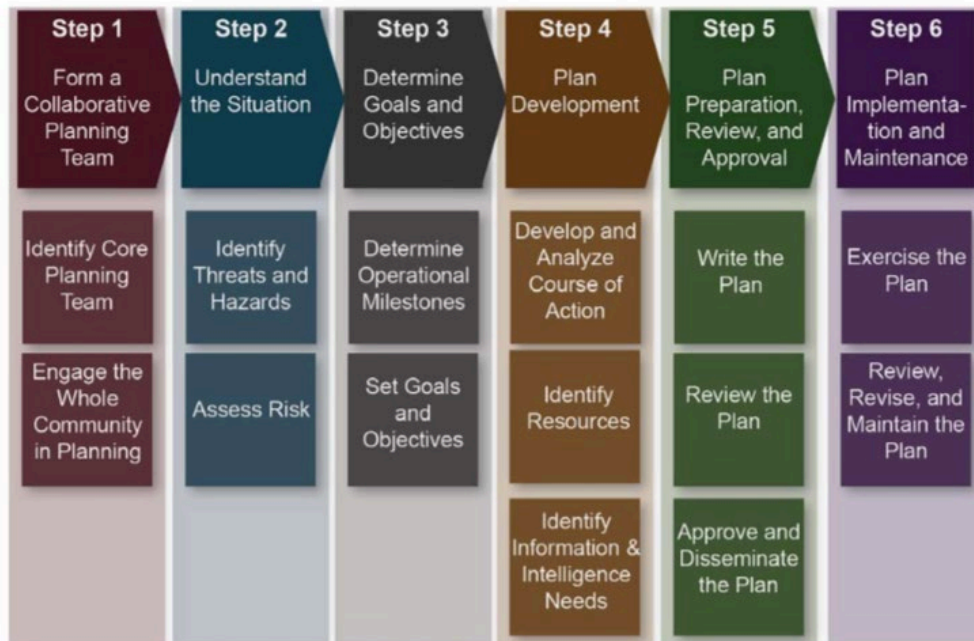 Step 1
Form a
Collaborative
Planning
Team
Identify Core
Planning
Team
Engage the
Whole
Community
in Planning
Step 2
Understand
the Situation
Identify
Threats and
Hazards
Assess Risk
Step 3
Determine
Goals and
Objectives
Determine
Operational
Milestones
Set Goals
and
Objectives
Step 4
Plan
Development
Develop and
Analyze
Course of
Action
Identify
Resources
Identify
Information &
Intelligence
Needs
Step 5
Plan
Preparation,
Review, and
Approval
Write the
Plan
Review the
Plan
Approve and
Disseminate
the Plan
Step 6
Plan
Implementa-
tion and
Maintenance
Exercise the
Plan
Review,
Revise, and
Maintain the
Plan